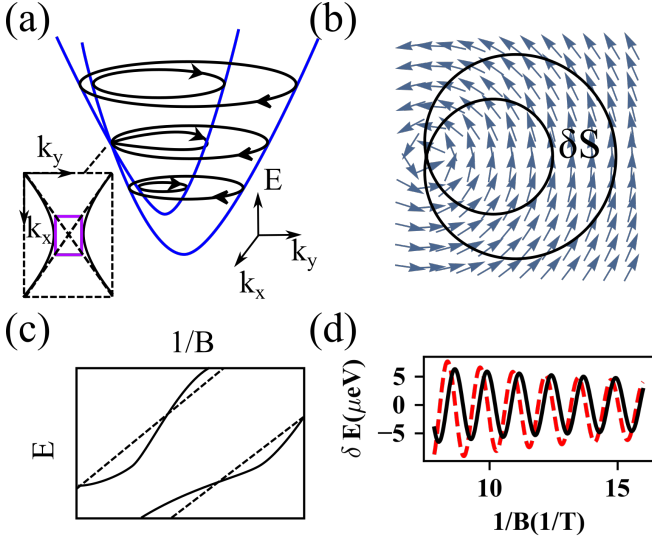 (a)
k_y
k_x
E
k_y
k_x
(b)
δS
(c)
1/B
E
(d)
δ E(μeV)
5
0
−5
10
15
1/B(1/T)